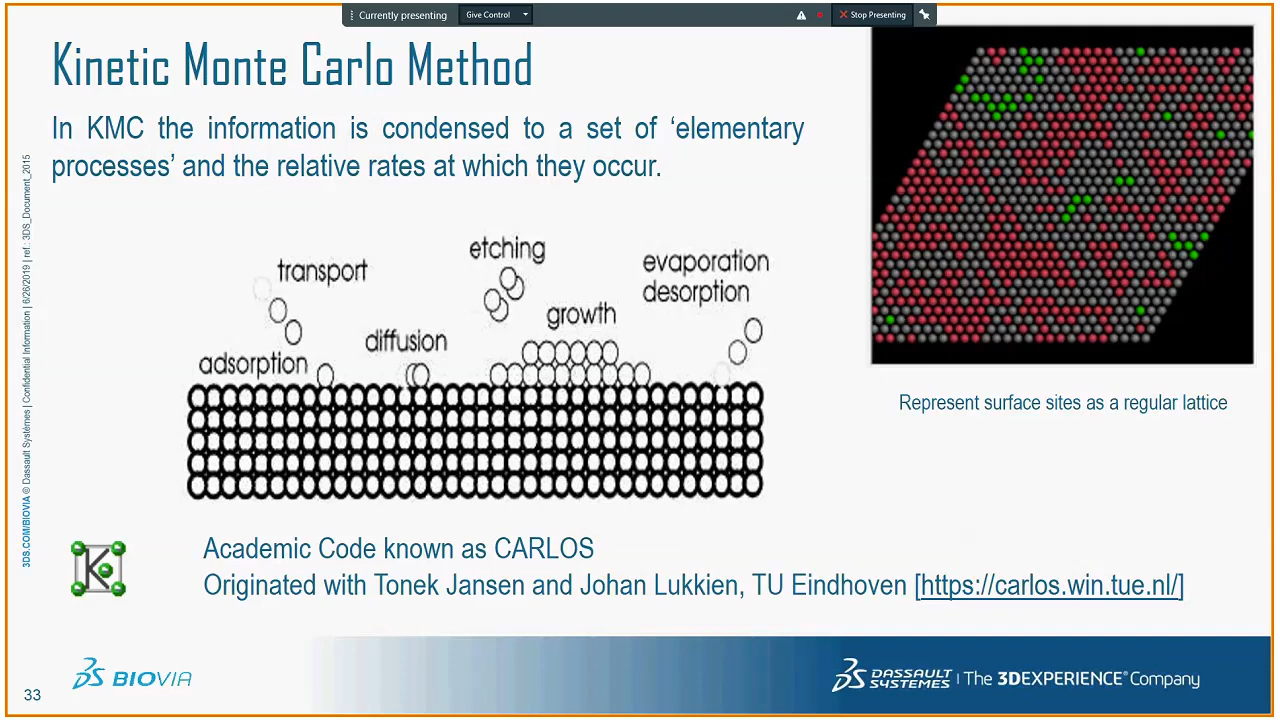 Currently presenting
Give Control
Stop Presenting
Kinetic Monte Carlo Method
In KMC the information is condensed to a set of ‘elementary
processes’ and the relative rates at which they occur.
etching
transport
evaporation
desorption
growth
diffusion
adsorption
Represent surface sites as a regular lattice
3DS.COM/BIOVIA © Dassault Systèmes | Confidential Information | 6/26/2019 | ref.: 3DS_Document_2015
K
Academic Code known as CARLOS
Originated with Tonek Jansen and Johan Lukkien, TU Eindhoven [https://carlos.win.tue.nl/]
33
3DS BIOVIA
3DS DASSAULT SYSTEMES | The 3DEXPERIENCE® Company